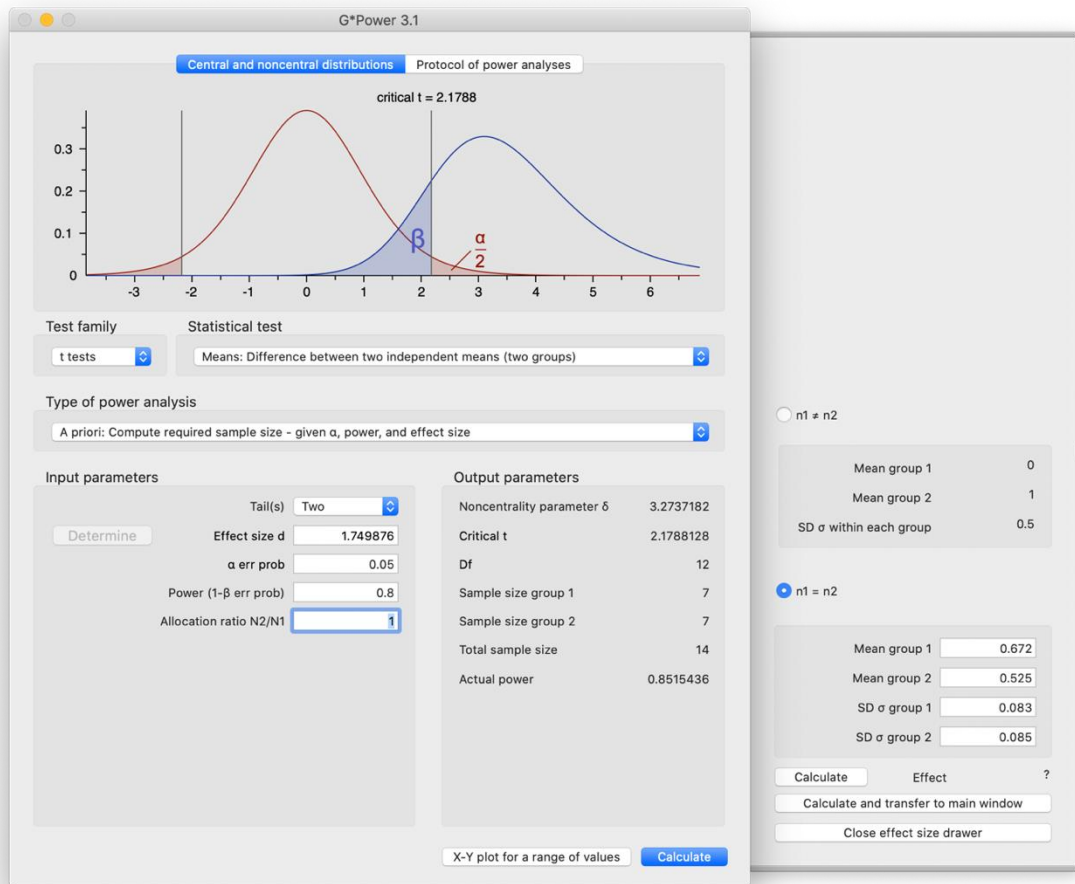 G*Power 3.1
Central and noncentral distributions Protocol of power analyses
critical t = 2.1788
0.3
0.2
0.1
0
β
α
2
-3 -2 -1 0 1 2 3 4 5 6
Test family Statistical test
t tests Means: Difference between two independent means (two groups)
Type of power analysis
A priori: Compute required sample size - given α, power, and effect size
Input parameters
Tail(s) Two
Determine Effect size d 1.749876
α err prob 0.05
Power (1-β err prob) 0.8
Allocation ratio N2/N1 1
Output parameters
Noncentrality parameter δ 3.2737182
Critical t 2.1788128
Df 12
Sample size group 1 7
Sample size group 2 7
Total sample size 14
Actual power 0.8515436
X-Y plot for a range of values Calculate
n1 ≠ n2
Mean group 1 0
Mean group 2 1
SD σ within each group 0.5
n1 = n2
Mean group 1 0.672
Mean group 2 0.525
SD σ group 1 0.083
SD σ group 2 0.085
Calculate Effect ?
Calculate and transfer to main window
Close effect size drawer